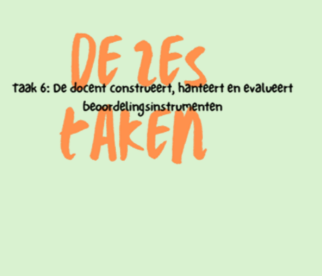 DE ZES
Taak 6: De docent construeert, hanteert en evalueert
beoordelingsinstrumenten
TAKEN